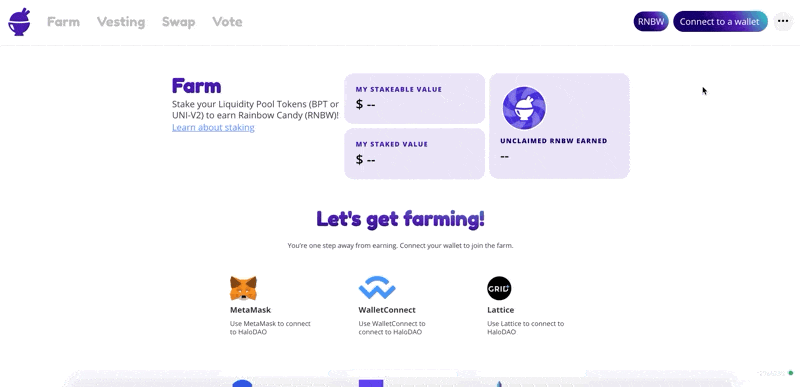 Farm Vesting Swap Vote RNBW Connect to a wallet
Farm
Stake your Liquidity Pool Tokens (BPT or
UNI-V2) to earn Rainbow Candy (RNBW)!
Learn about staking
MY STAKEABLE VALUE
$ --
MY STAKED VALUE
$ --
UNCLAIMED RNBW EARNED
--
Let's get farming!
You're one step away from earning. Connect your wallet to join the farm.
MetaMask
Use MetaMask to connect
to HaloDAO
WalletConnect
Use WalletConnect to
connect to HaloDAO
GRID
Lattice
Use Lattice to connect to
HaloDAO